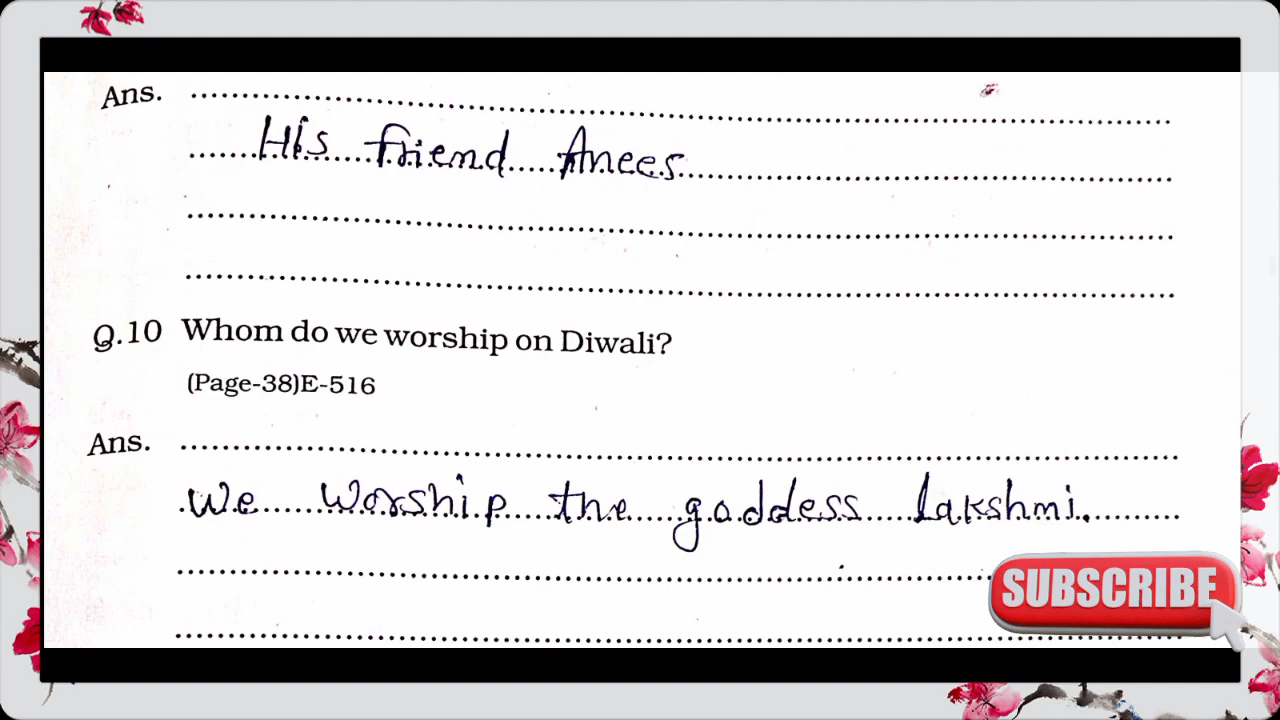 Ans.
His friend Anees
Q.10 Whom do we worship on Diwali?
(Page-38)E-516
Ans.
We worship the goddess lakshmi.
SUBSCRIBE